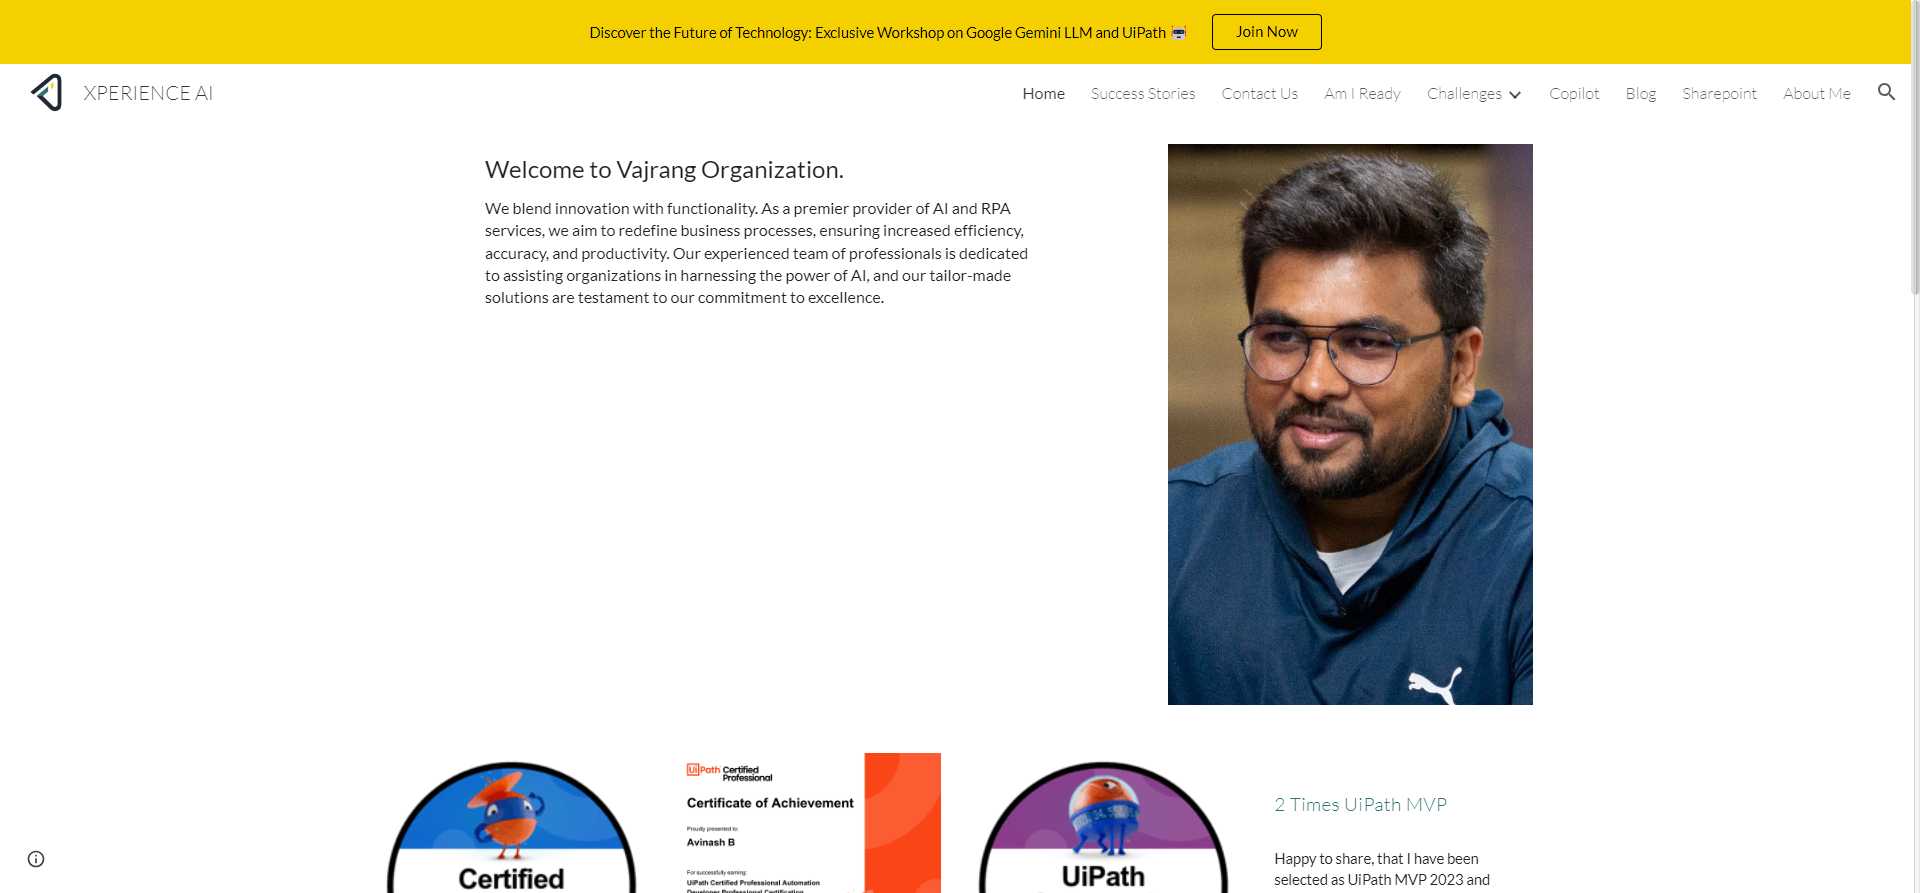 Discover the Future of Technology: Exclusive Workshop on Google Gemini LLM and UiPath
Join Now
XPERIENCE AI
Home
Success Stories
Contact Us
Am I Ready
Challenges
Copilot
Blog
Sharepoint
About Me
Welcome to Vajrang Organization.
We blend innovation with functionality. As a premier provider of AI and RPA
services, we aim to redefine business processes, ensuring increased efficiency,
accuracy, and productivity. Our experienced team of professionals is dedicated
to assisting organizations in harnessing the power of AI, and our tailor-made
solutions are testament to our commitment to excellence.
Certified
UiPath Certified
Professional
Certificate of Achievement
Proudly presented to:
Avinash B
For successfully earning:
UiPath Certified Professional Automation
Developer Professional Certification
UiPath
2 Times UiPath MVP
Happy to share, that I have been
selected as UiPath MVP 2023 and